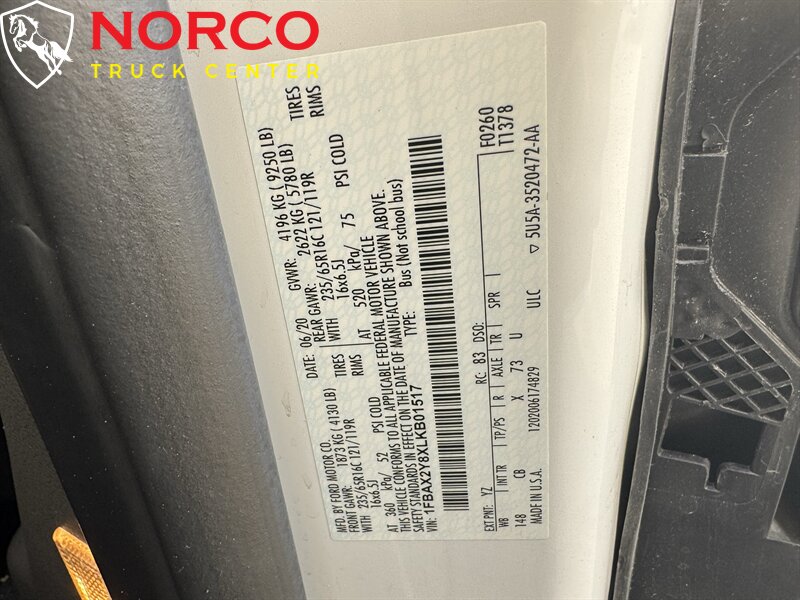 NORCO
TRUCK CENTER
MFD. BY FORD MOTOR CO. DATE: 06/20 GVWR: 4196 KG ( 9250 LB)
FRONT GAWR: 1873 KG ( 4130 LB) REAR GAWR: 2622 KG ( 5780 LB)
WITH 235/65R16C 121/119R TIRES WITH 235/65R16C 121/119R TIRES
16x6.5J RIMS 16x6.5J RIMS
AT 360 kPa/ 52 PSI COLD AT 520 kPa/ 75 PSI COLD
THIS VEHICLE CONFORMS TO ALL APPLICABLE FEDERAL MOTOR VEHICLE
SAFETY STANDARDS IN EFFECT ON THE DATE OF MANUFACTURE SHOWN ABOVE.
VIN: 1FBAX2Y8XLKB01517 TYPE: Bus (Not school bus)
F0260
T1378
EXT PNT: YZ RC: 83 DSO:
WB INT TR TP/PS R AXLE TR SPR
148 CB X 73 U
MADE IN U.S.A. 1202006174829 ULC ▽ 5U5A-3520472-AA